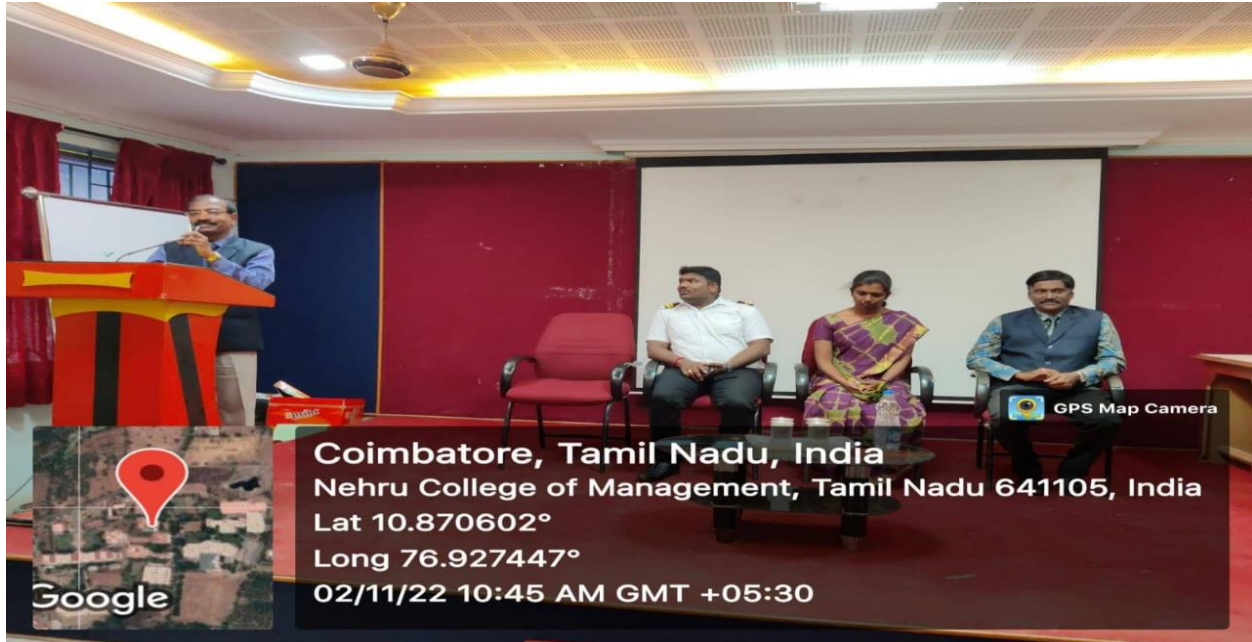 GPS Map Camera
Coimbatore, Tamil Nadu, India
Nehru College of Management, Tamil Nadu 641105, India
Lat 10.870602°
Long 76.927447°
02/11/22 10:45 AM GMT +05:30
Google